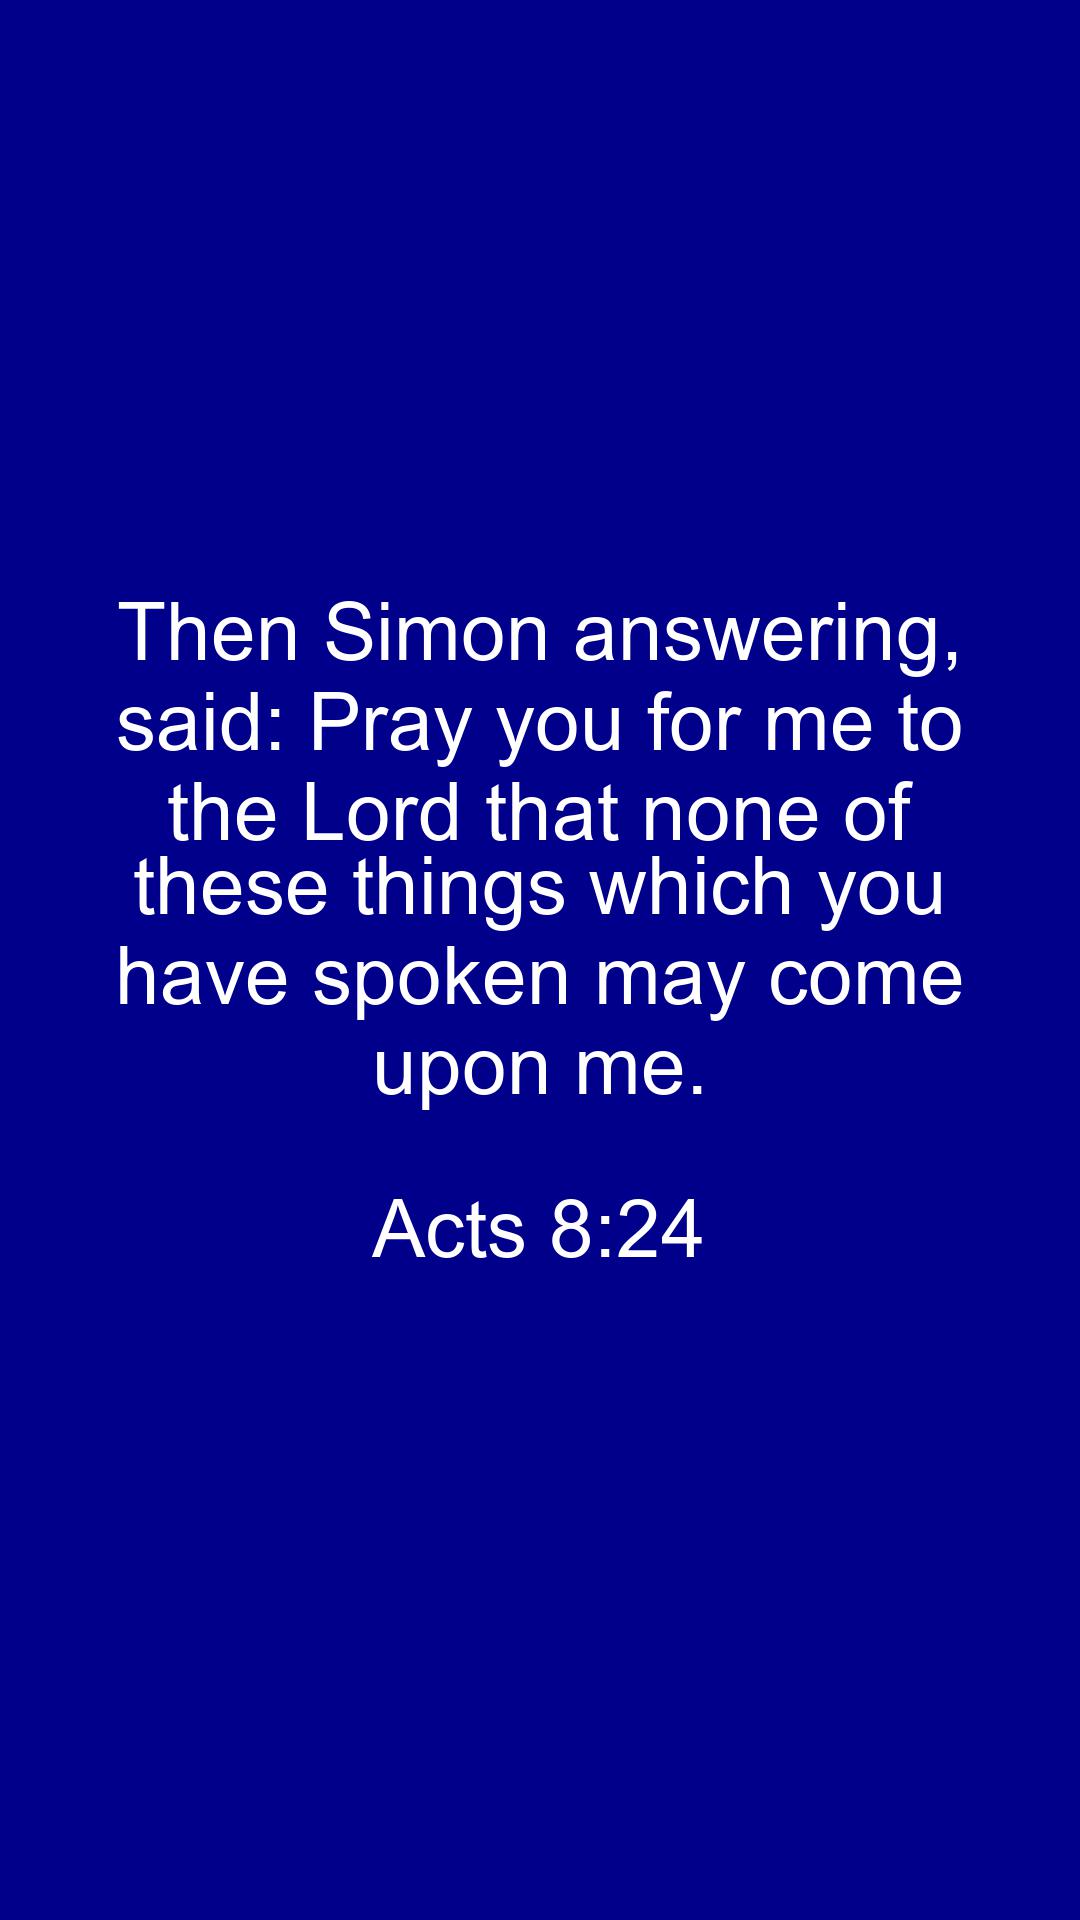 Then Simon answering,
said: Pray you for me to
the Lord that none of
these things which you
have spoken may come
upon me.
Acts 8:24